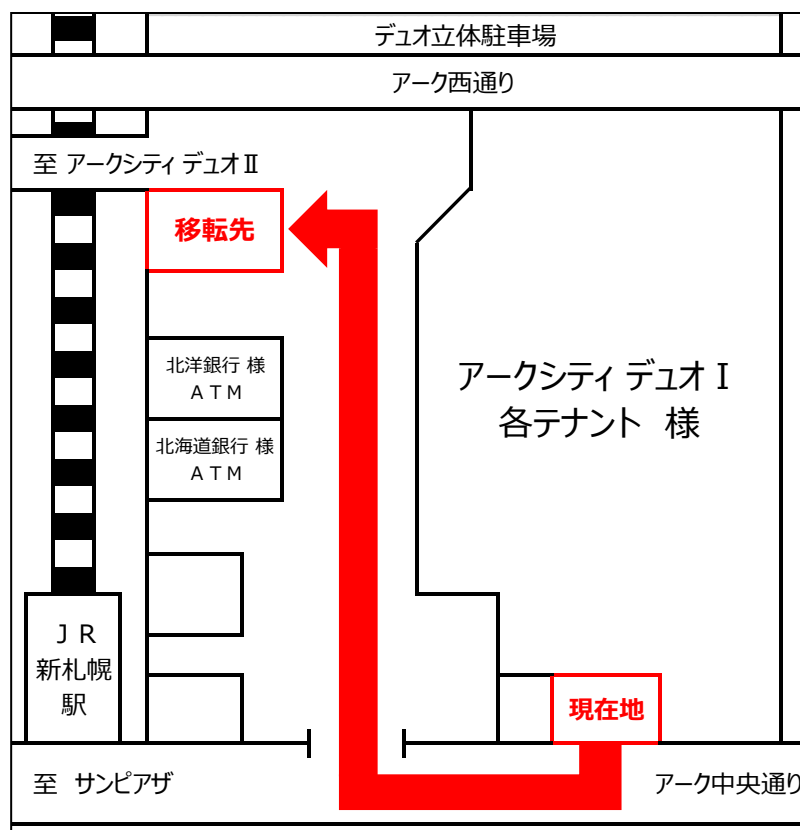 デュオ立体駐車場
アーク西通り
至 アークシティ デュオⅡ
移転先
北洋銀行 様
ATM
北海道銀行 様
ATM
アークシティ デュオ Ⅰ
各テナント 様
JR
新札幌
駅
現在地
至 サンピアザ
アーク中央通り